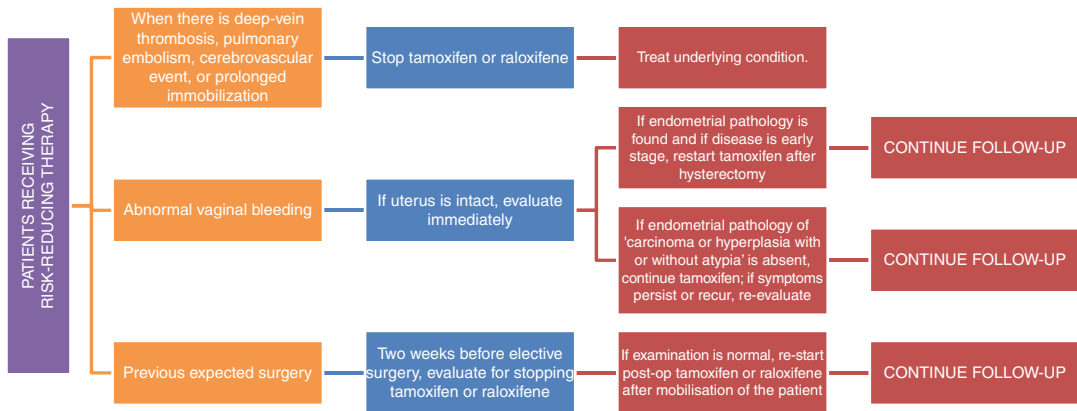 PATIENTS RECEIVING
RISK-REDUCING THERAPY
When there is deep-vein
thrombosis, pulmonary
embolism, cerebrovascular
event, or prolonged
immobilization
Stop tamoxifen or raloxifene
Treat underlying condition.
Abnormal vaginal bleeding
If uterus is intact, evaluate
immediately
If endometrial pathology is
found and if disease is early
stage, restart tamoxifen after
hysterectomy
CONTINUE FOLLOW-UP
If endometrial pathology of
'carcinoma or hyperplasia with
or without atypia' is absent,
continue tamoxifen; if symptoms
persist or recur, re-evaluate
CONTINUE FOLLOW-UP
Previous expected surgery
Two weeks before elective
surgery, evaluate for stopping
tamoxifen or raloxifene
If examination is normal, re-start
post-op tamoxifen or raloxifene
after mobilisation of the patient
CONTINUE FOLLOW-UP